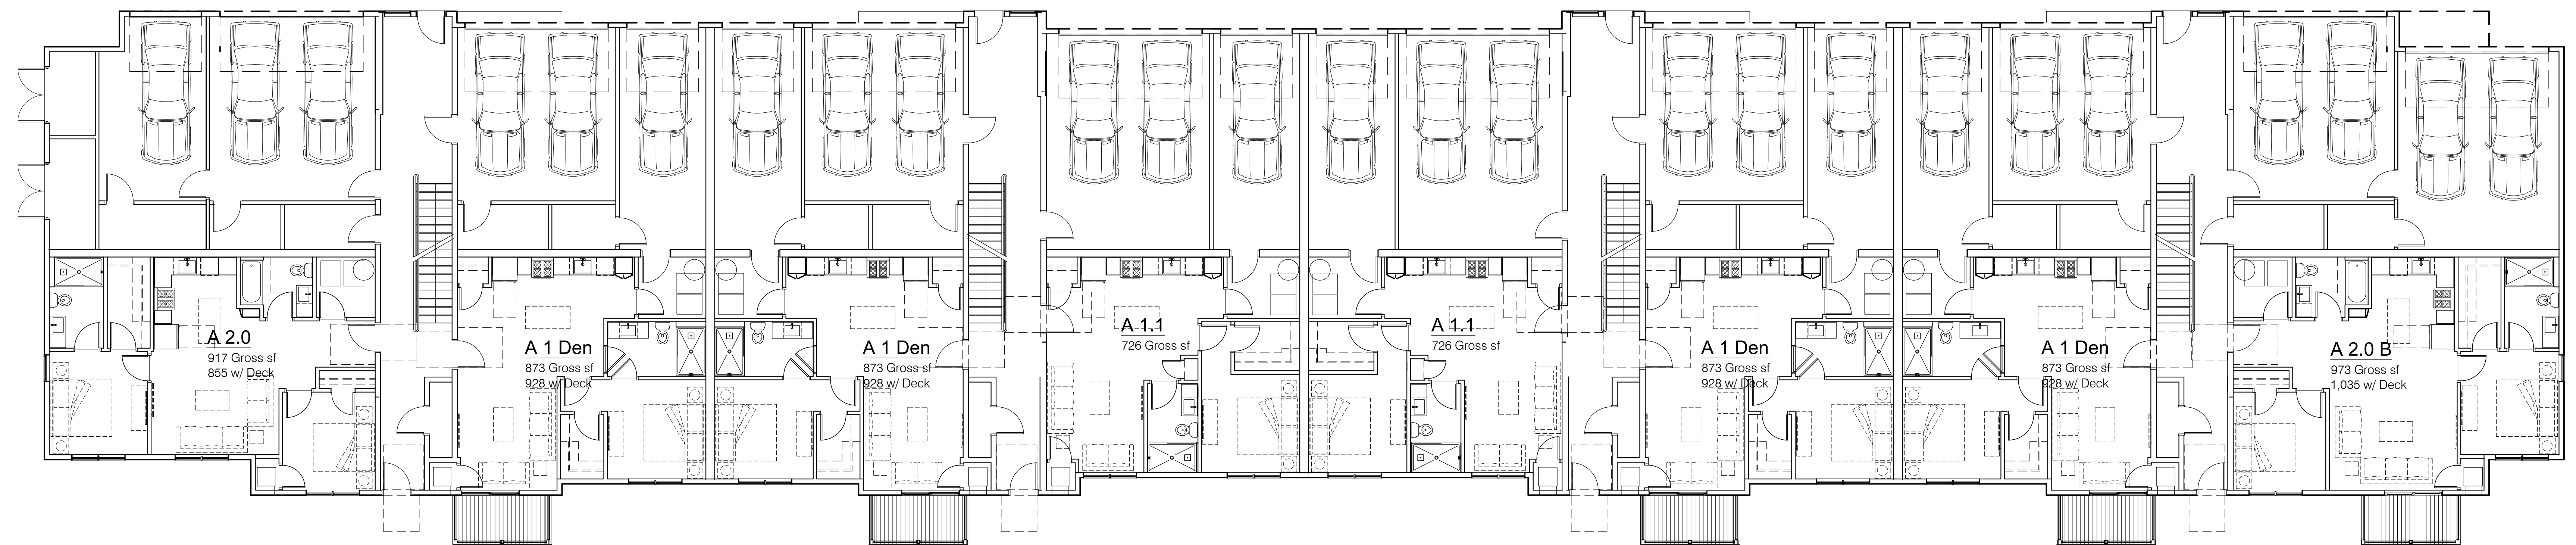 A 2.0
917 Gross sf
855 w/ Deck
A 1 Den
873 Gross sf
928 w/ Deck
A 1 Den
873 Gross sf
928 w/ Deck
A 1.1
726 Gross sf
A 1.1
726 Gross sf
A 1 Den
873 Gross sf
928 w/ Deck
A 1 Den
873 Gross sf
928 w/ Deck
A 2.0 B
973 Gross sf
1,035 w/ Deck